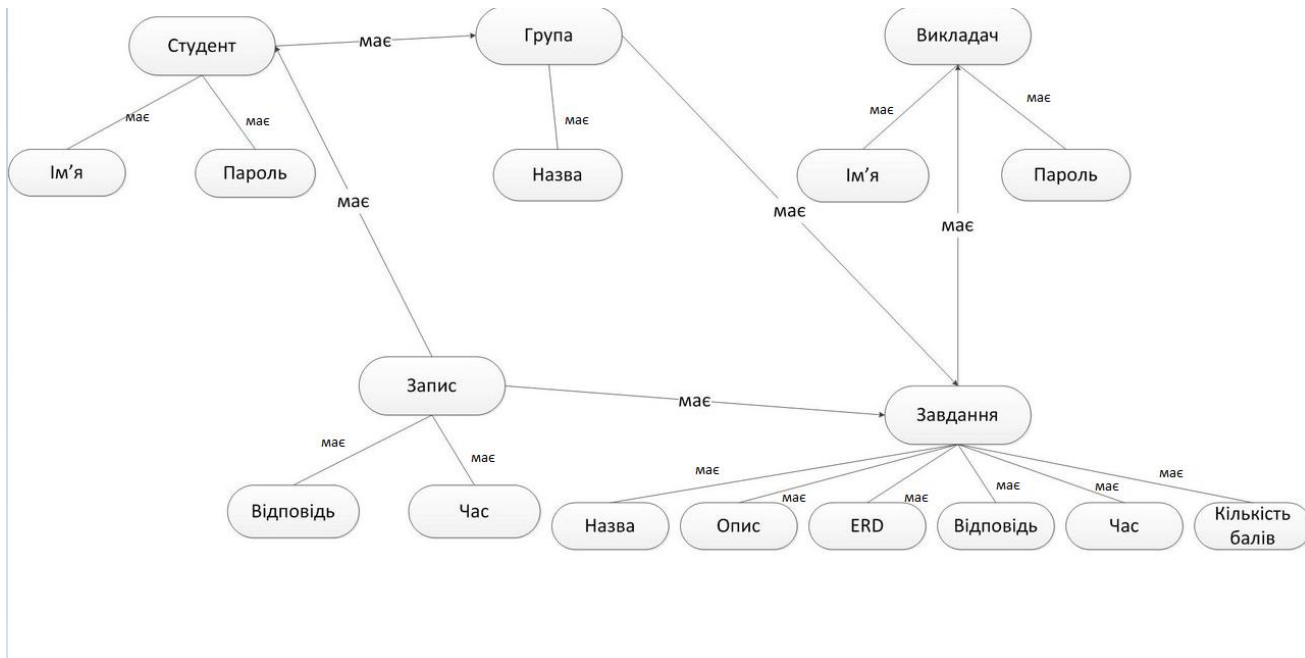 Студент
має
Група
Викладач
має
має
має
має
має
Ім’я
Пароль
Назва
Ім’я
Пароль
має
має
має
Запис
має
Завдання
має
має
має
має
має
має
має
має
Відповідь
Час
Назва
Опис
ERD
Відповідь
Час
Кількість
балів